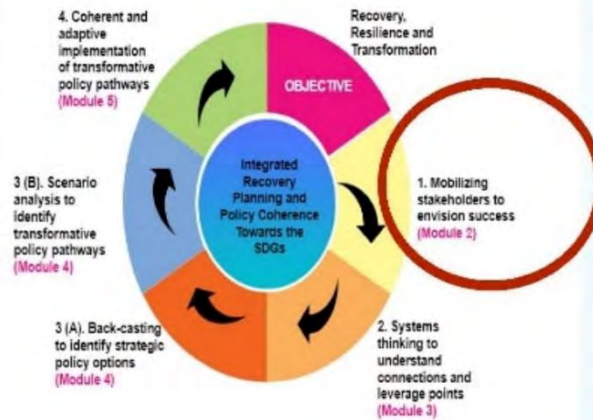 4. Coherent and
adaptive
implementation
of transformative
policy pathways
(Module 5)
Recovery,
Resilience and
Transformation
OBJECTIVE
Integrated
Recovery
Planning and
Policy Coherence
Towards the
SDGs
1. Mobilizing
stakeholders to
envision success
(Module 2)
2. Systems
thinking to
understand
connections and
leverage points
(Module 3)
3 (A). Back-casting
to identify strategic
policy options
(Module 4)
3 (B). Scenario
analysis to
identify
transformative
policy pathways
(Module 4)